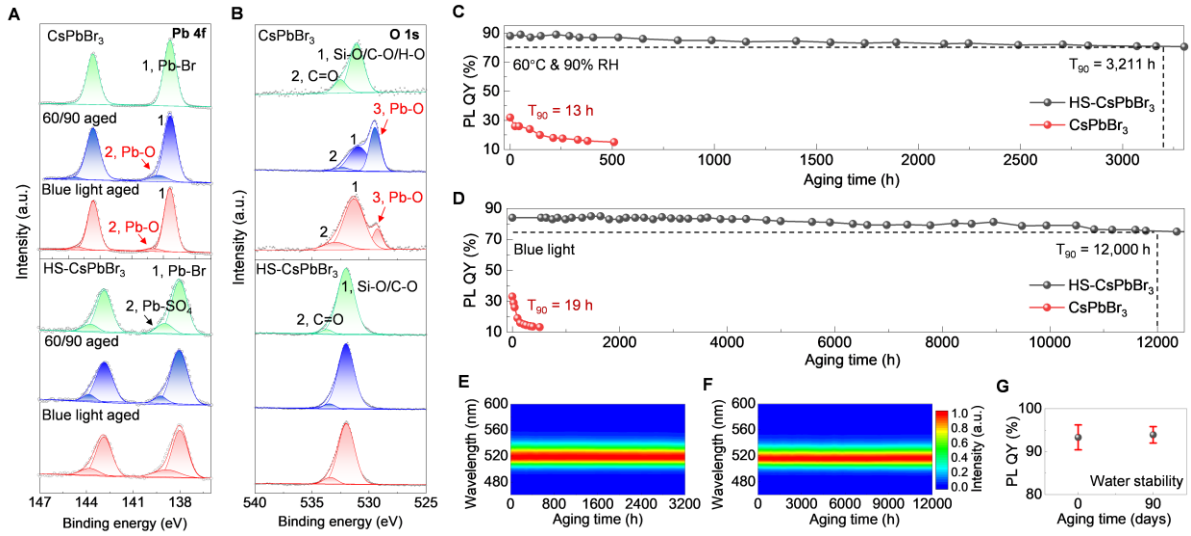 A
Pb 4f
CsPbBr3
1, Pb-Br
60/90 aged
1
2, Pb-O
Blue light aged
1
2, Pb-O
HS-CsPbBr3
1, Pb-Br
2, Pb-SO4
60/90 aged
Blue light aged
Intensity (a.u.)
147 144 141 138
Binding energy (eV)
B
O 1s
CsPbBr3
1, Si-O/C-O/H-O
2, C=O
3, Pb-O
1
2
1
3, Pb-O
2
HS-CsPbBr3
1, Si-O/C-O
2, C=O
Intensity (a.u.)
540 535 530 525
Binding energy (eV)
C
PL QY (%)
90
70
50
30
10
60°C & 90% RH
T90 = 3,211 h
T90 = 13 h
HS-CsPbBr3
CsPbBr3
0 500 1000 1500 2000 2500 3000
Aging time (h)
D
PL QY (%)
90
70
50
30
10
Blue light
T90 = 12,000 h
T90 = 19 h
HS-CsPbBr3
CsPbBr3
0 2000 4000 6000 8000 10000 12000
Aging time (h)
E
Wavelength (nm)
600
560
520
480
0 800 1600 2400 3200
Aging time (h)
F
Wavelength (nm)
600
560
520
480
0 3000 6000 9000 12000
Aging time (h)
1.0
0.8
0.6
0.4
0.2
0.0
Intensity (a.u.)
G
PL QY (%)
100
90
80
Water stability
0 90
Aging time (days)